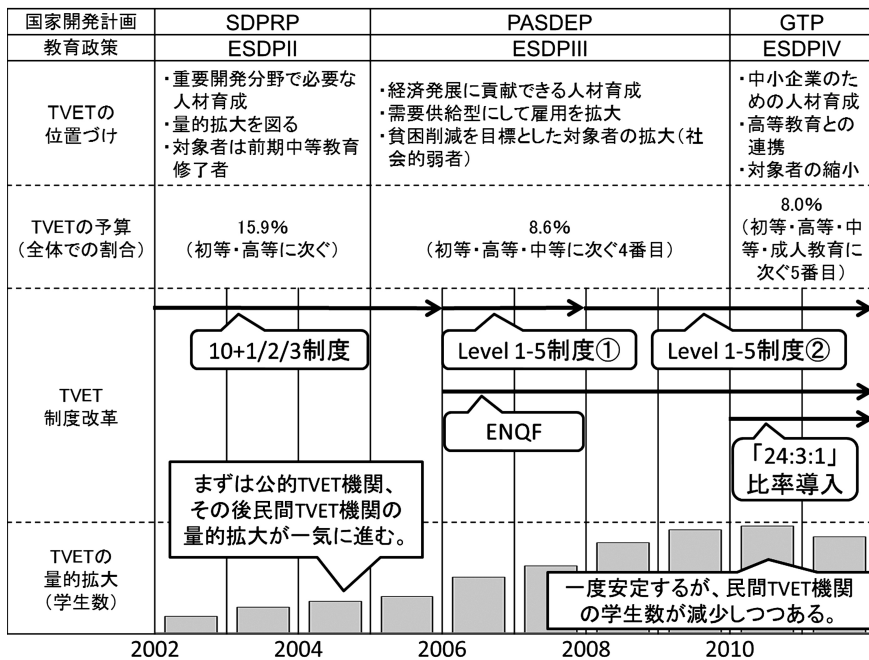 国家開発計画
SDPRP
PASDEP
GTP
教育政策
ESDPII
ESDPIII
ESDPIV
TVETの
位置づけ
・重要開発分野で必要な
人材育成
・量的拡大を図る
・対象者は前期中等教育
修了者
・経済発展に貢献できる人材育成
・需要供給型にして雇用を拡大
・貧困削減を目標とした対象者の拡大(社
会的弱者)
・中小企業のた
めの人材育成
・高等教育との
連携
・対象者の縮小
TVETの予算
(全体での割合)
15.9%
(初等・高等に次ぐ)
8.6%
(初等・高等・中等に次ぐ4番目)
8.0%
(初等・高等・中
等・成人教育に
次ぐ5番目)
TVET
制度改革
10+1/2/3制度
Level 1-5制度①
Level 1-5制度②
ENQF
「24:3:1」
比率導入
まずは公的TVET機関、
その後民間TVET機関の
量的拡大が一気に進む。
TVETの
量的拡大
(学生数)
一度安定するが、民間TVET機関
の学生数が減少しつつある。
2002
2004
2006
2008
2010